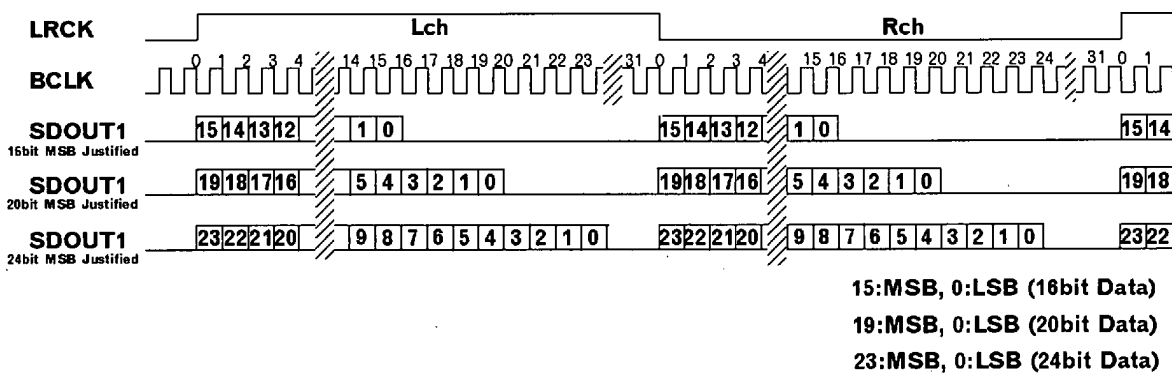 LRCK Lch Rch
0 1 2 3 4 14 15 16 17 18 19 20 21 22 23 31 0 1 2 3 4 15 16 17 18 19 20 21 22 23 24 31 0 1
BCLK
SDOUT1 15 14 13 12 1 0 15 14 13 12 1 0 15 14
16bit MSB Justified
SDOUT1 19 18 17 16 5 4 3 2 1 0 19 18 17 16 5 4 3 2 1 0 19 18
20bit MSB Justified
SDOUT1 23 22 21 20 9 8 7 6 5 4 3 2 1 0 23 22 21 20 9 8 7 6 5 4 3 2 1 0 23 22
24bit MSB Justified
15:MSB, 0:LSB (16bit Data)
19:MSB, 0:LSB (20bit Data)
23:MSB, 0:LSB (24bit Data)